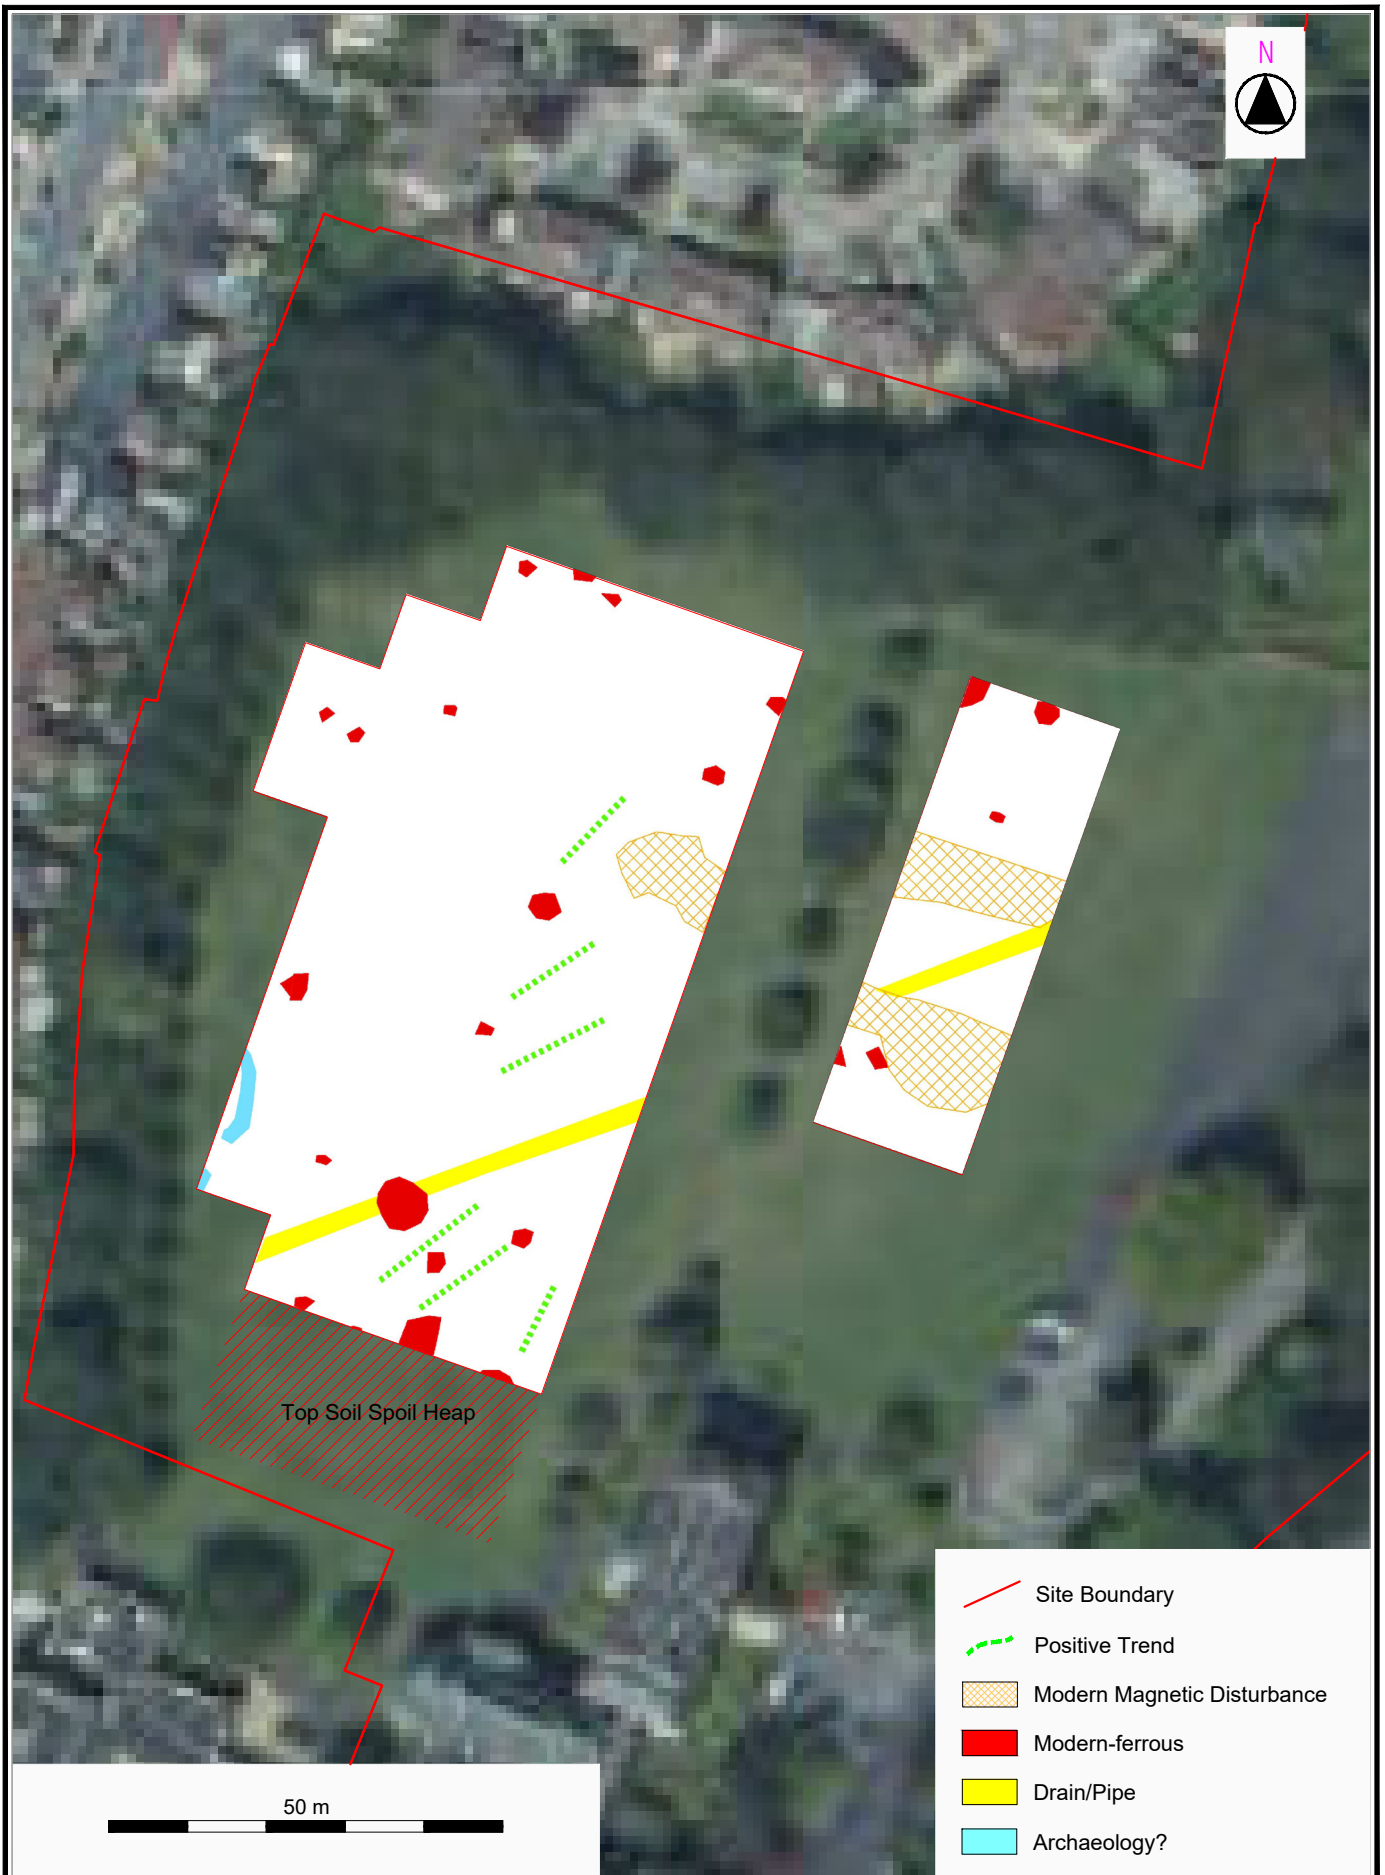 N
Top Soil Spoil Heap
Site Boundary
Positive Trend
Modern Magnetic Disturbance
Modern-ferrous
Drain/Pipe
Archaeology?
50 m